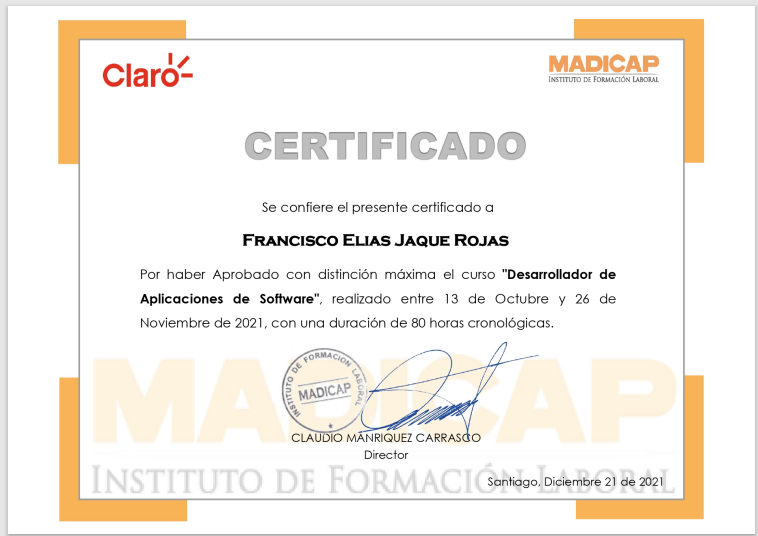 Claro
MADICAP
INSTITUTO DE FORMACIÓN LABORAL
CERTIFICADO
Se confiere el presente certificado a
FRANCISCO ELIAS JAQUE ROJAS
Por haber Aprobado con distinción máxima el curso "Desarrollador de
Aplicaciones de Software", realizado entre 13 de Octubre y 26 de
Noviembre de 2021, con una duración de 80 horas cronológicas.
INSTITUTO DE FORMACION LABORAL
MADICAP
MADICAP
CLAUDIO MANRIQUEZ CARRASCO
Director
INSTITUTO DE FORMACIÓN LABORAL
Santiago, Diciembre 21 de 2021